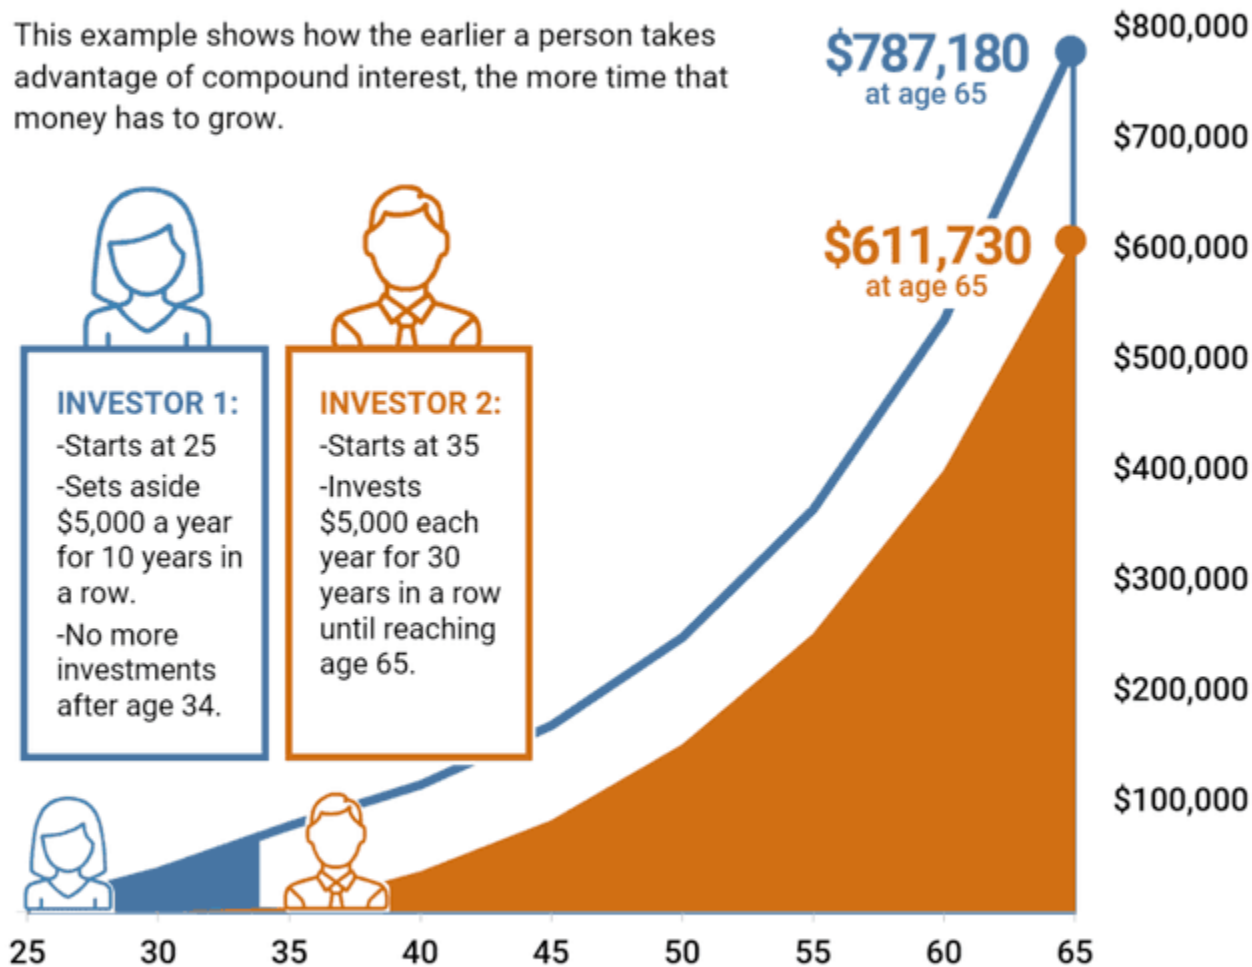 This example shows how the earlier a person takes
advantage of compound interest, the more time that
money has to grow.
$787,180
at age 65
$611,730
at age 65
INVESTOR 1:
-Starts at 25
-Sets aside
$5,000 a year
for 10 years in
a row.
-No more
investments
after age 34.
INVESTOR 2:
-Starts at 35
-Invests
$5,000 each
year for 30
years in a row
until reaching
age 65.
$800,000
$700,000
$600,000
$500,000
$400,000
$300,000
$200,000
$100,000
25 30 35 40 45 50 55 60 65